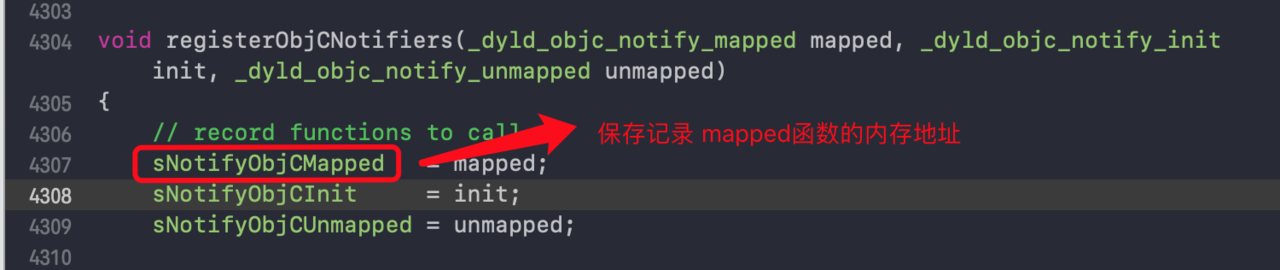 4303
4304 void registerObjCNotifiers(_dyld_objc_notify_mapped mapped, _dyld_objc_notify_init
init, _dyld_objc_notify_unmapped unmapped)
4305 {
4306 // record functions to call
保存记录 mapped函数的内存地址
4307 sNotifyObjCMapped = mapped;
4308 sNotifyObjCInit = init;
4309 sNotifyObjCUnmapped = unmapped;
4310